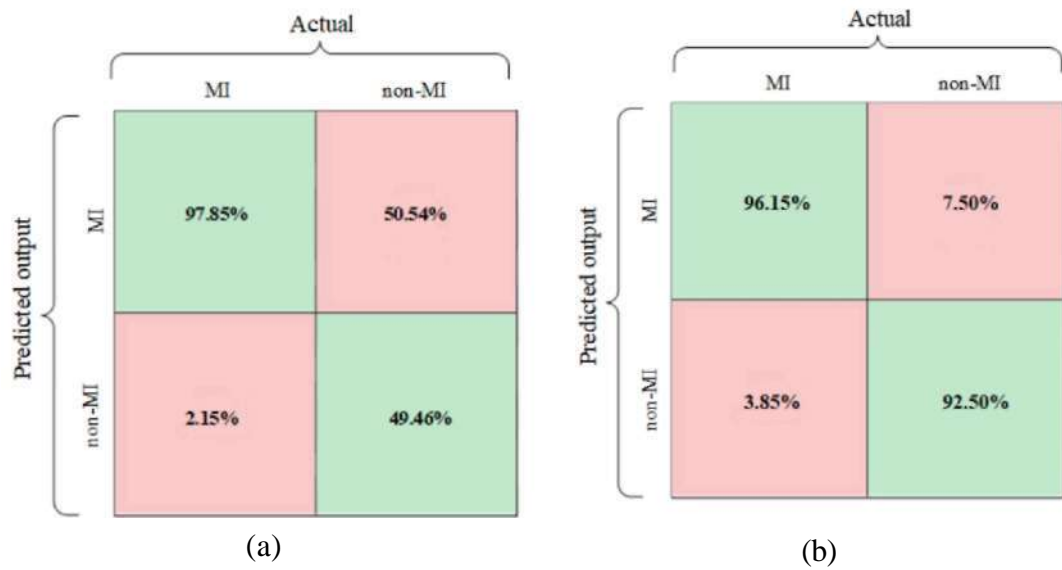 Actual
MI non-MI
Predicted output
MI
97.85% 50.54%
non-MI
2.15% 49.46%
(a)
Actual
MI non-MI
Predicted output
MI
96.15% 7.50%
non-MI
3.85% 92.50%
(b)